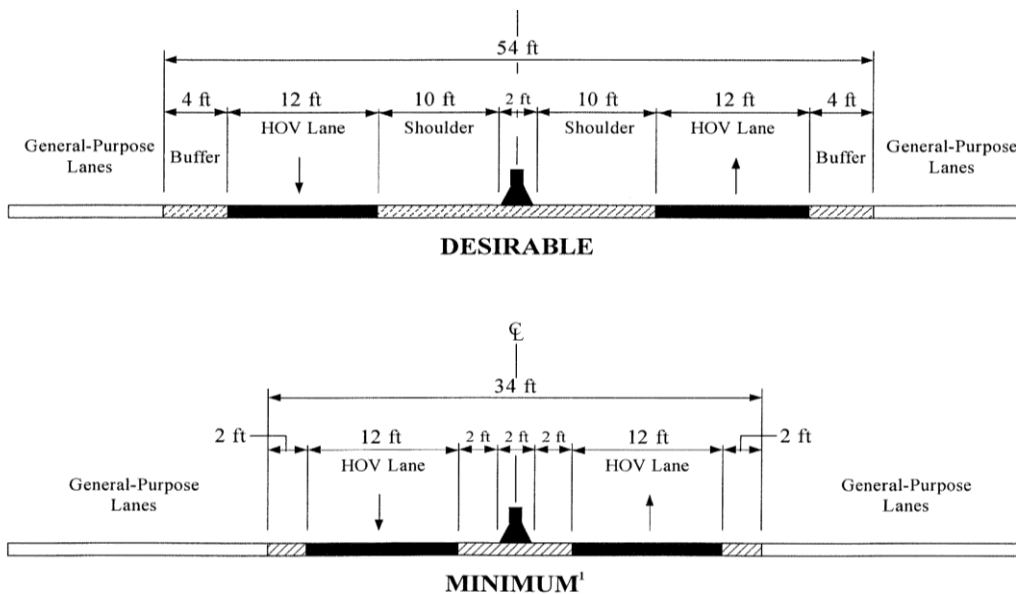 54 ft
4 ft 12 ft 10 ft 2 ft 10 ft 12 ft 4 ft
HOV Lane Shoulder Shoulder HOV Lane
General-Purpose
Lanes
Buffer
Buffer
General-Purpose
Lanes
DESIRABLE
℄
34 ft
2 ft 12 ft 2 ft 2 ft 2 ft 12 ft 2 ft
HOV Lane HOV Lane
General-Purpose
Lanes
General-Purpose
Lanes
MINIMUM¹